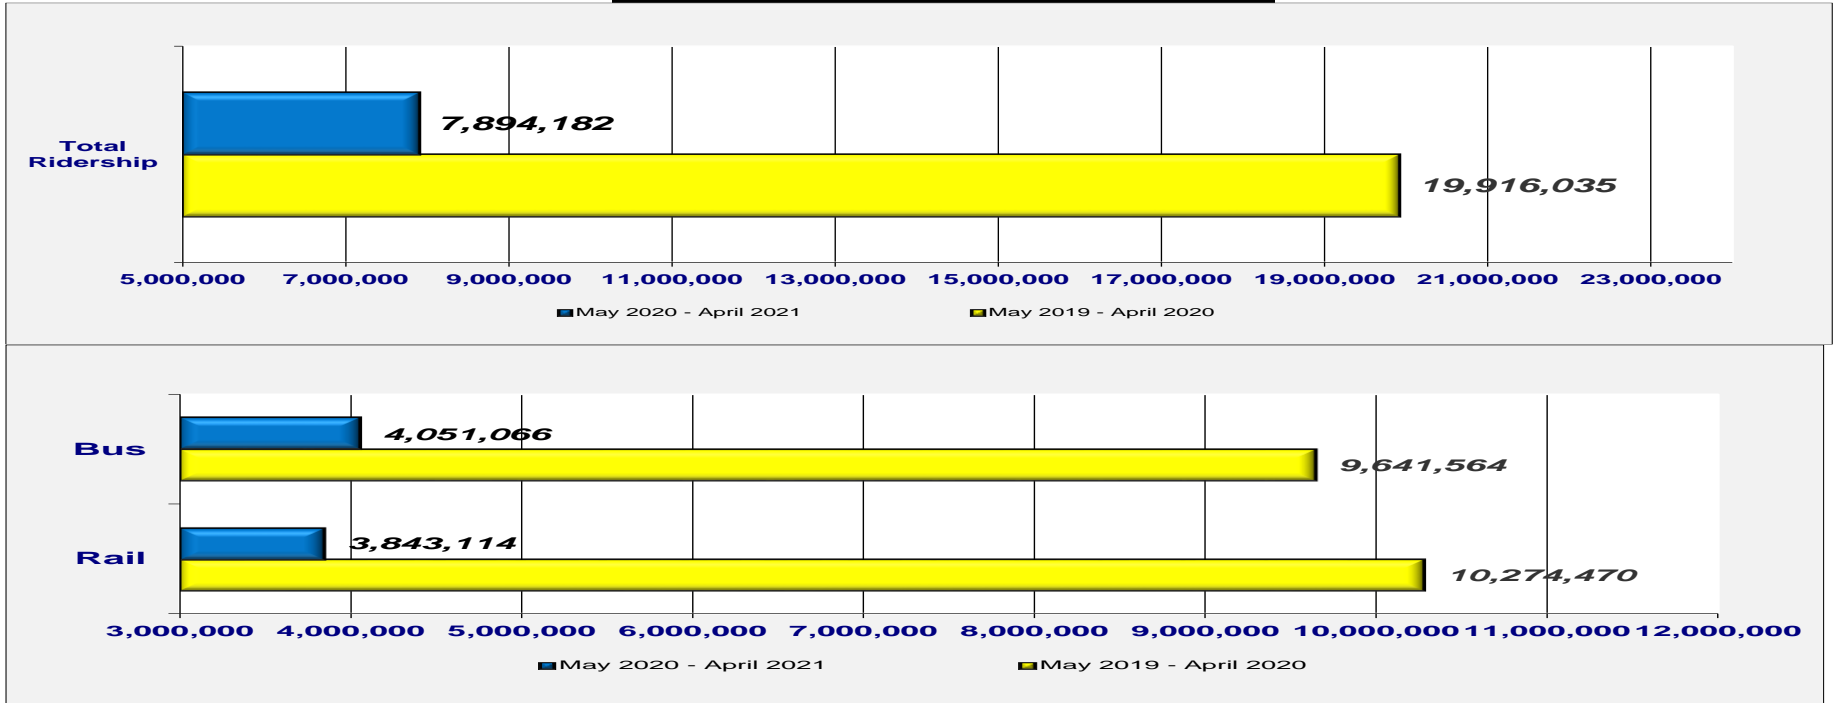 7,894,182
Total
Ridership
19,916,035
5,000,000 7,000,000 9,000,000 11,000,000 13,000,000 15,000,000 17,000,000 19,000,000 21,000,000 23,000,000
May 2020 - April 2021 May 2019 - April 2020
4,051,066
Bus
9,641,564
3,843,114
Rail
10,274,470
3,000,000 4,000,000 5,000,000 6,000,000 7,000,000 8,000,000 9,000,000 10,000,000 11,000,000 12,000,000
May 2020 - April 2021 May 2019 - April 2020